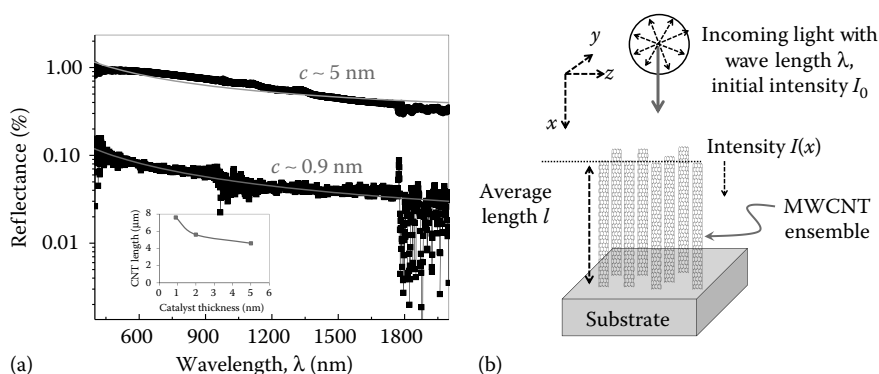 (a)
Reflectance (%)
1.00
0.10
0.01
c ~ 5 nm
c ~ 0.9 nm
CNT length (μm)
8
6
4
2
0
0 1 2 3 4 5 6
Catalyst thickness (nm)
600 900 1200 1500 1800
Wavelength, λ (nm)
(b)
y
z
x
Incoming light with
wave length λ,
initial intensity I0
Intensity I(x)
Average
length l
MWCNT
ensemble
Substrate